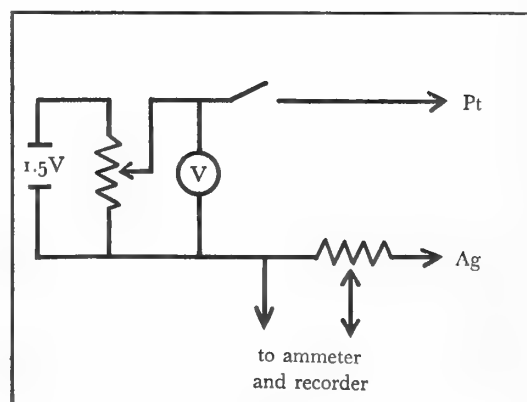 Pt
1.5V
V
Ag
to ammeter
and recorder